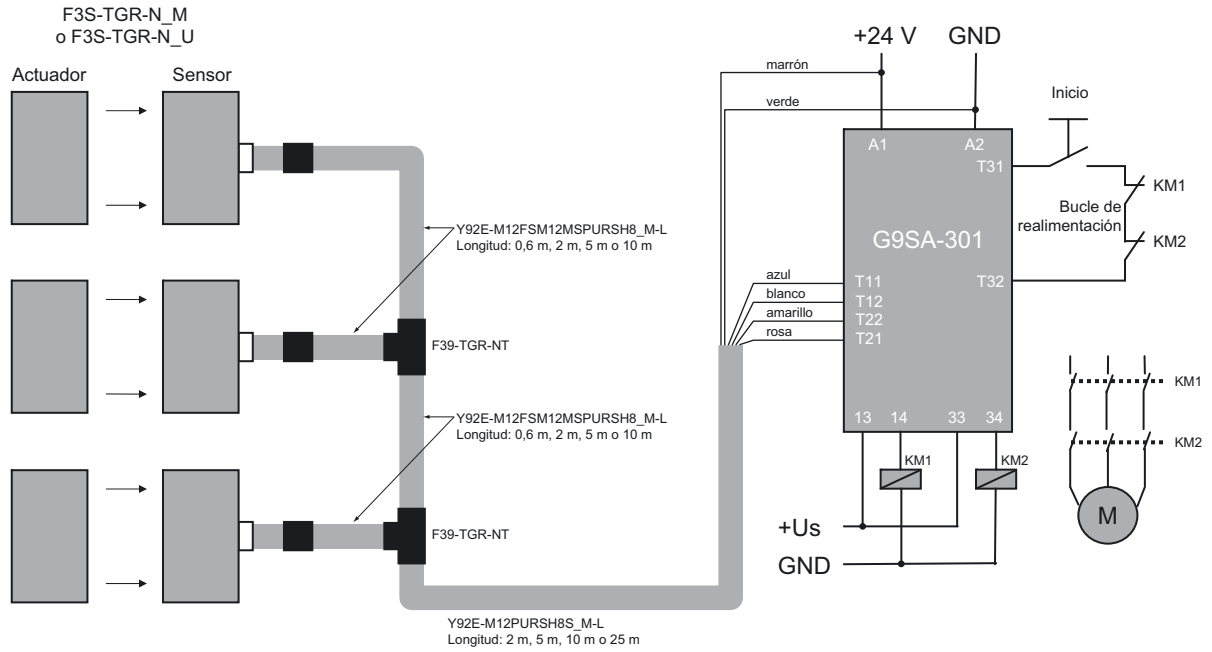 F3S-TGR-N_M
o F3S-TGR-N_U
Actuador
Sensor
+24 V
GND
marrón
verde
Inicio
A1
A2
T31
KM1
Bucle de
realimentación
KM2
G9SA-301
T32
Y92E-M12FSM12MSPURSH8_M-L
Longitud: 0,6 m, 2 m, 5 m o 10 m
azul
T11
blanco
T12
amarillo
T22
rosa
T21
F39-TGR-NT
KM1
Y92E-M12FSM12MSPURSH8_M-L
Longitud: 0,6 m, 2 m, 5 m o 10 m
13
14
33
34
KM2
KM1
KM2
M
F39-TGR-NT
+Us
GND
Y92E-M12PURSH8S_M-L
Longitud: 2 m, 5 m, 10 m o 25 m